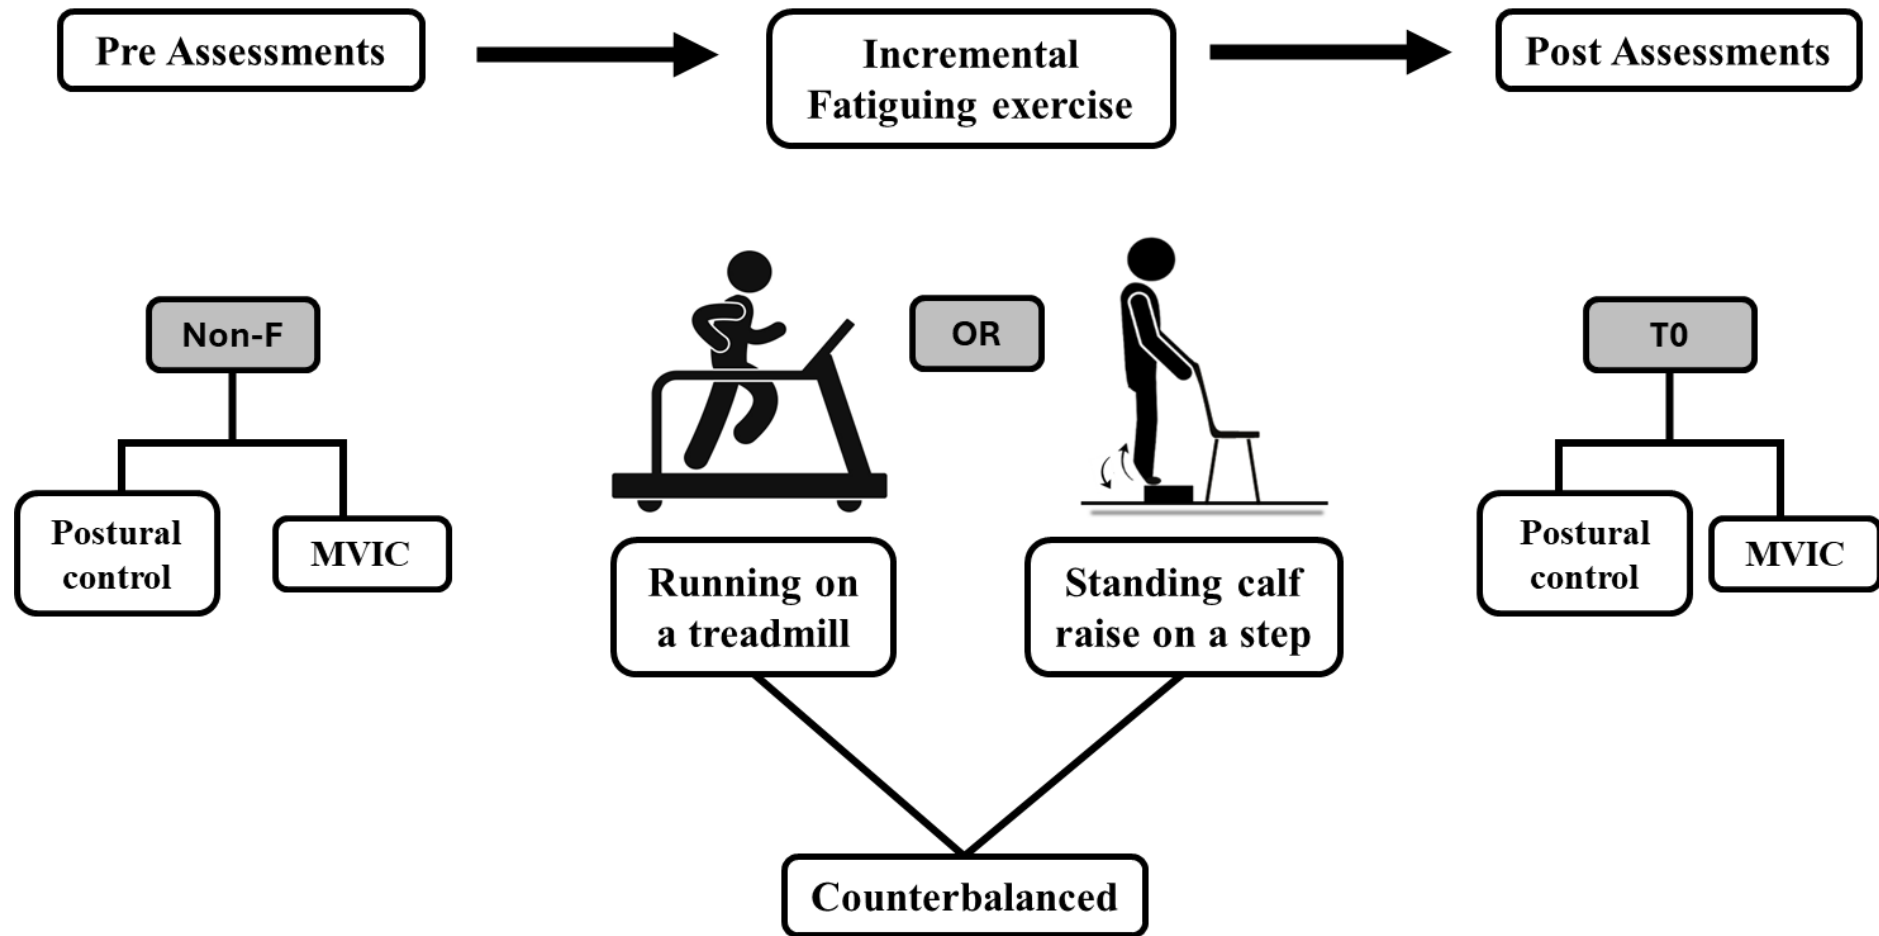 Pre Assessments
Incremental
Fatiguing exercise
Post Assessments
Non-F
OR
T0
Postural
control
MVIC
Running on
a treadmill
Standing calf
raise on a step
Postural
control
MVIC
Counterbalanced